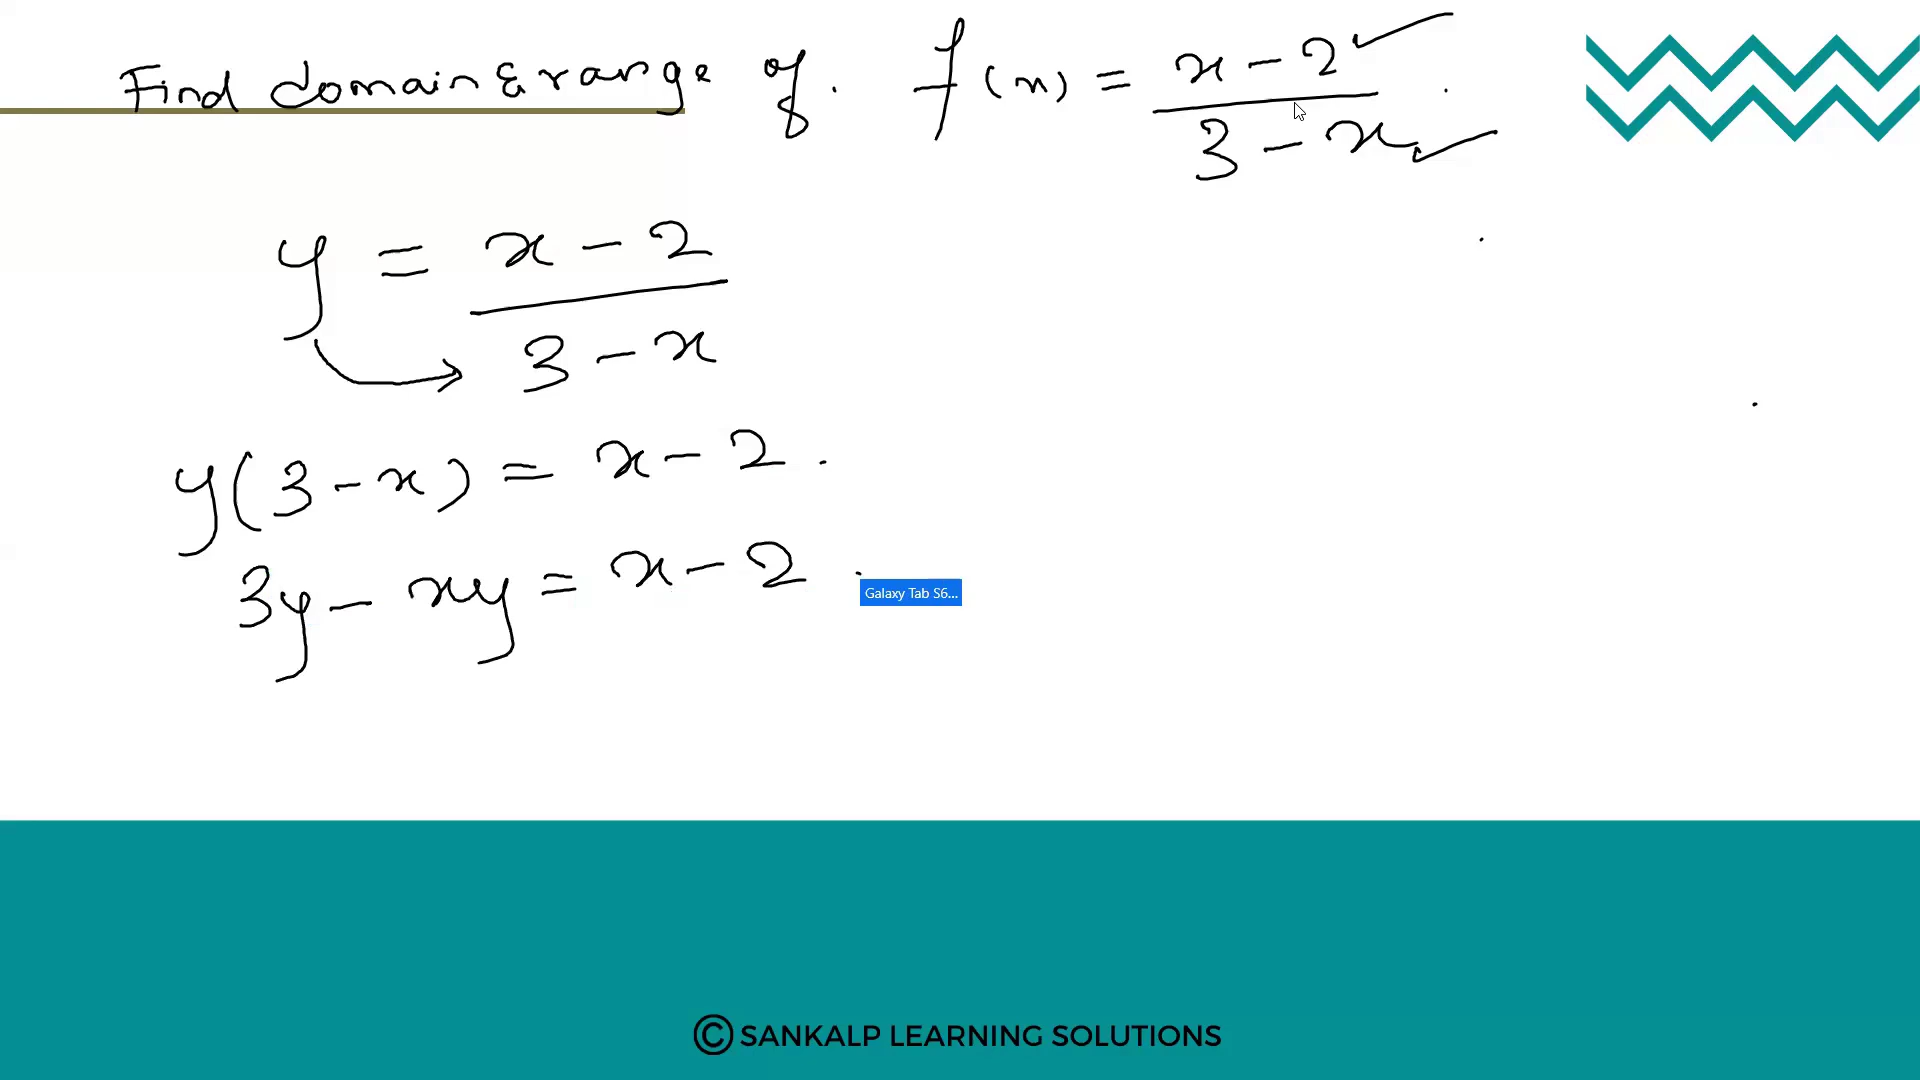 Find domain & range of. f(x) = x - 2 / 3 - x .
y = x - 2 / 3 - x
y(3 - x) = x - 2 .
3y - xy = x - 2 .
Galaxy Tab S6...
© SANKALP LEARNING SOLUTIONS